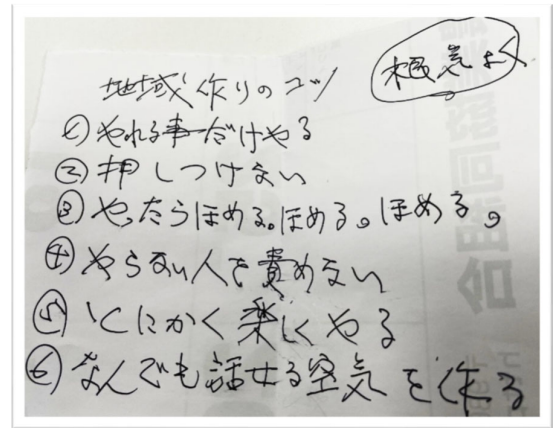 地域作りのコツ
根気よく
①やれる事だけやる
②押しつけない
③やったらほめる。ほめる。ほめる。
④やらない人を責めない
⑤とにかく楽しくやる
⑥なんでも話せる空気を作る